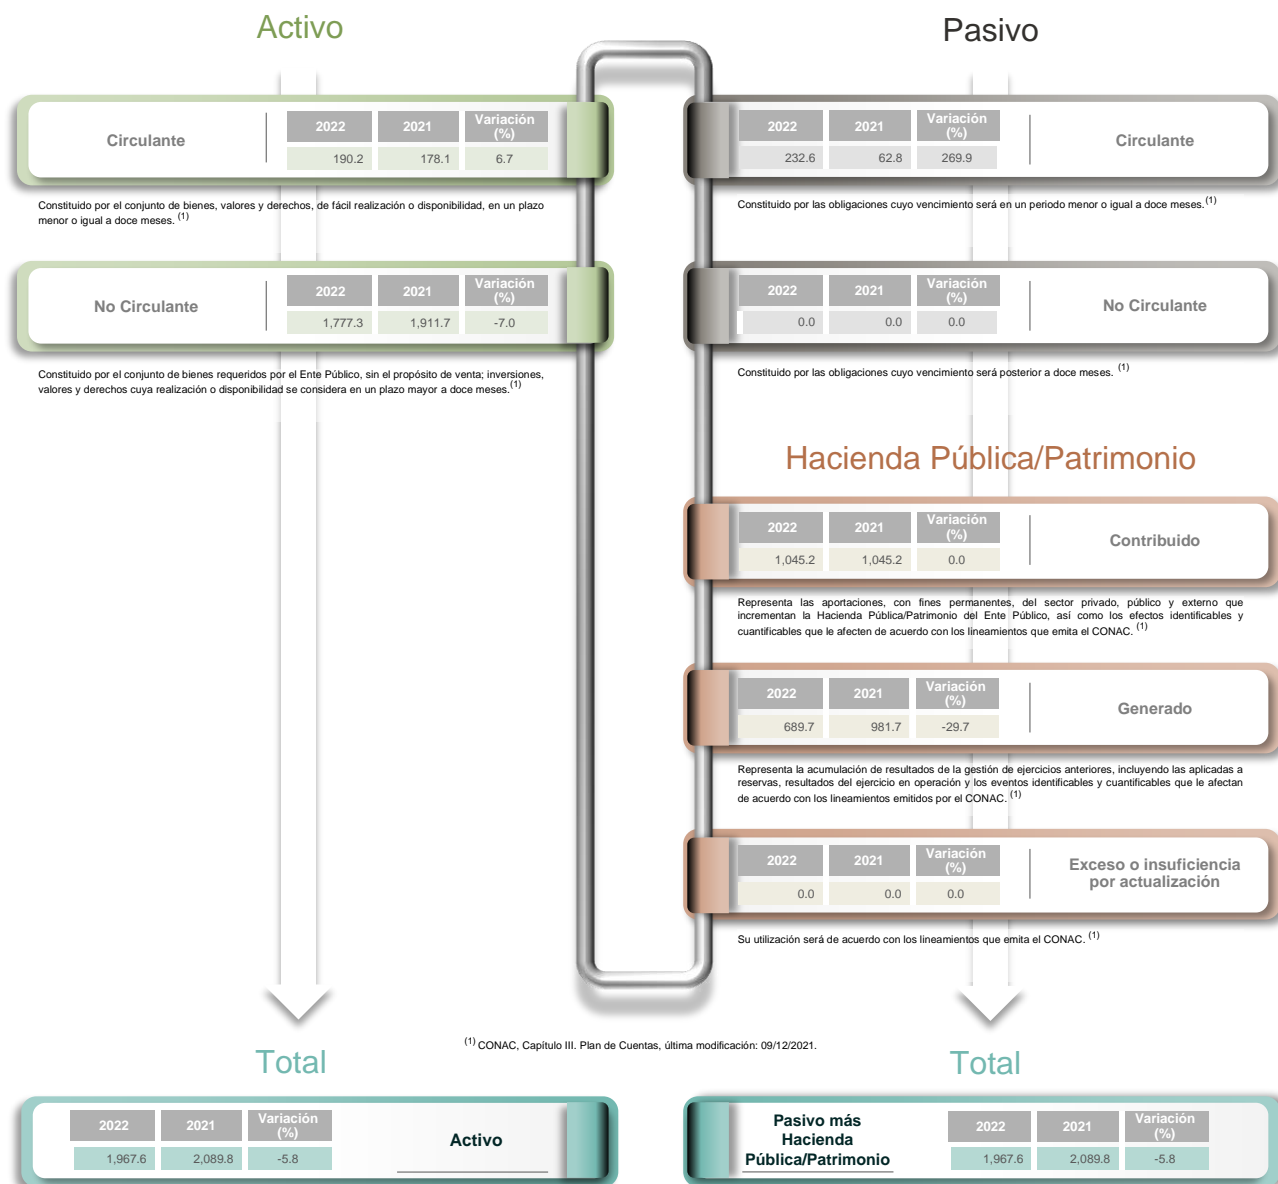 Activo
Circulante
2022 2021 Variación (%)
190.2 178.1 6.7
Constituido por el conjunto de bienes, valores y derechos, de fácil realización o disponibilidad, en un plazo
menor o igual a doce meses. (1)
No Circulante
2022 2021 Variación (%)
1,777.3 1,911.7 -7.0
Constituido por el conjunto de bienes requeridos por el Ente Público, sin el propósito de venta; inversiones,
valores y derechos cuya realización o disponibilidad se considera en un plazo mayor a doce meses.(1)
Pasivo
2022 2021 Variación (%)
232.6 62.8 269.9
Circulante
Constituido por las obligaciones cuyo vencimiento será en un periodo menor o igual a doce meses.(1)
2022 2021 Variación (%)
0.0 0.0 0.0
No Circulante
Constituido por las obligaciones cuyo vencimiento será posterior a doce meses. (1)
Hacienda Pública/Patrimonio
2022 2021 Variación (%)
1,045.2 1,045.2 0.0
Contribuido
Representa las aportaciones, con fines permanentes, del sector privado, público y externo que
incrementan la Hacienda Pública/Patrimonio del Ente Público, así como los efectos identificables y
cuantificables que le afecten de acuerdo con los lineamientos que emita el CONAC. (1)
2022 2021 Variación (%)
689.7 981.7 -29.7
Generado
Representa la acumulación de resultados de la gestión de ejercicios anteriores, incluyendo las aplicadas a
reservas, resultados del ejercicio en operación y los eventos identificables y cuantificables que le afectan
de acuerdo con los lineamientos emitidos por el CONAC. (1)
2022 2021 Variación (%)
0.0 0.0 0.0
Exceso o insuficiencia
por actualización
Su utilización será de acuerdo con los lineamientos que emita el CONAC. (1)
(1) CONAC, Capítulo III. Plan de Cuentas, última modificación: 09/12/2021.
Total
2022 2021 Variación (%)
1,967.6 2,089.8 -5.8
Activo
Total
Pasivo más
Hacienda
Pública/Patrimonio
2022 2021 Variación (%)
1,967.6 2,089.8 -5.8